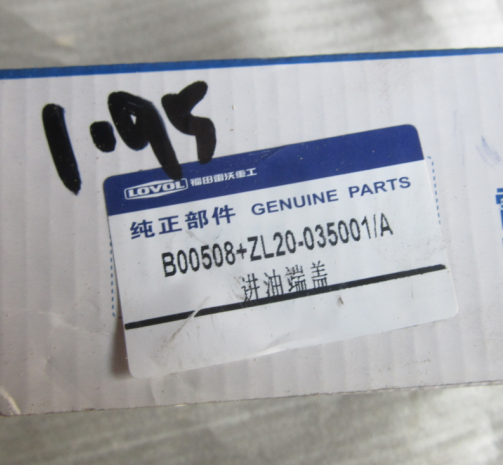 1.95
LOVOL 福田雷沃重工
纯正部件 GENUINE PARTS
B00508+ZL20-035001/A
进油端盖